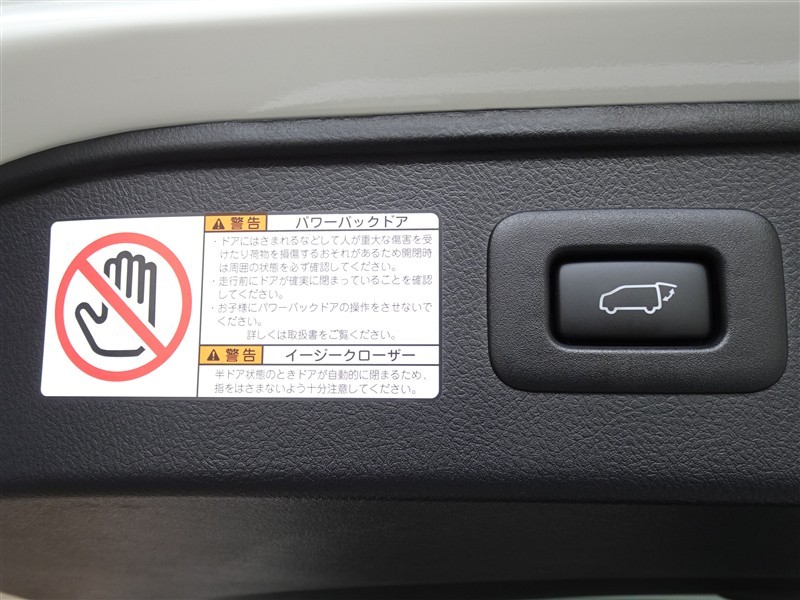 警告 パワーバックドア
・ドアにはさまれるなどして人が重大な傷害を受
けたり荷物を損傷するおそれがあるため開閉時
は周囲の状態を必ず確認してください。
・走行前にドアが確実に閉まっていることを確認
してください。
・お子様にパワーバックドアの操作をさせないで
ください。
詳しくは取扱書をご覧ください。
警告 イージークローザー
半ドア状態のときドアが自動的に閉まるため、
指をはさまないよう十分注意してください。